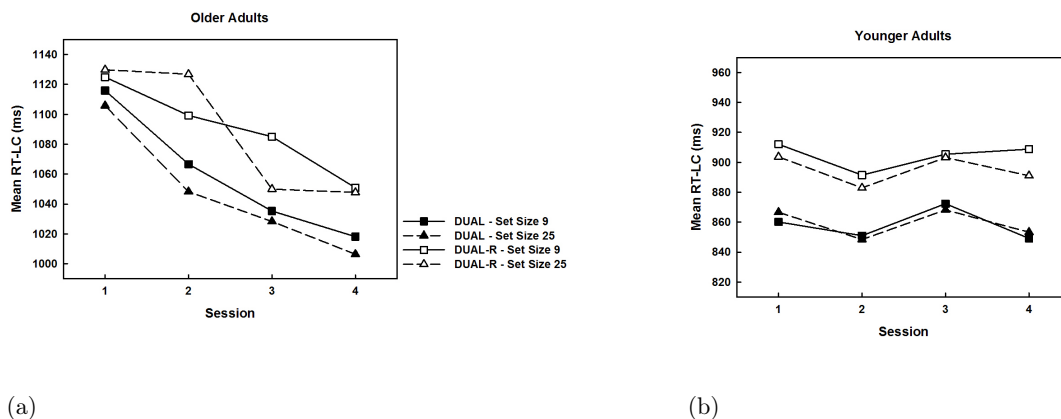 Older Adults
Mean RT-LC (ms)
1140
1120
1100
1080
1060
1040
1020
1000
1
2
3
4
Session
DUAL - Set Size 9
DUAL - Set Size 25
DUAL-R - Set Size 9
DUAL-R - Set Size 25
(a)
Younger Adults
Mean RT-LC (ms)
960
940
920
900
880
860
840
820
1
2
3
4
Session
(b)